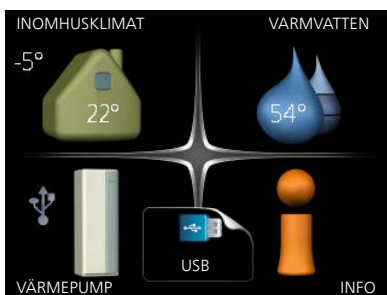 INOMHUSKLIMAT
VARMVATTEN
-5°
22°
54°
USB
VÄRMEPUMP
INFO